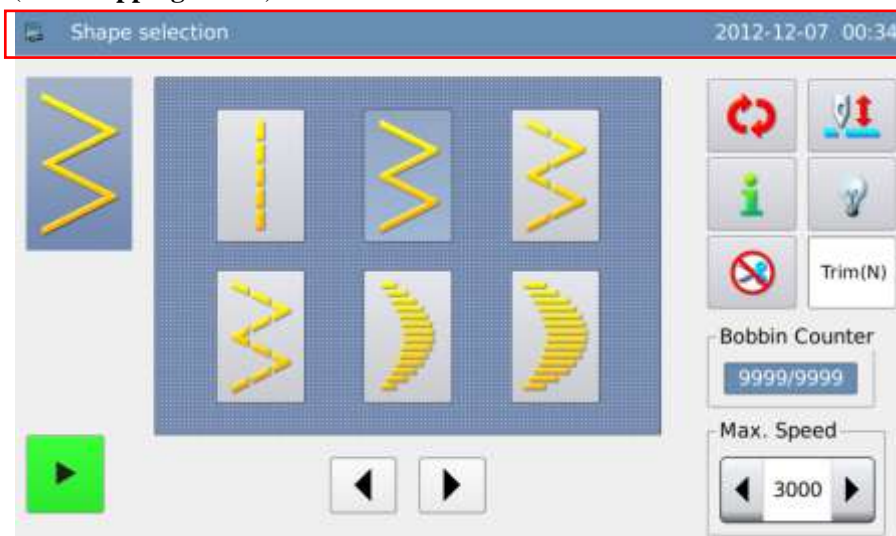 Shape selection
2012-12-07 00:34
Trim(N)
Bobbin Counter
9999/9999
Max. Speed
3000